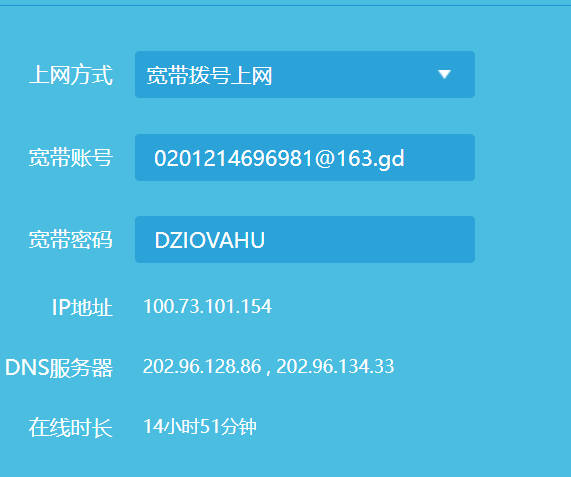 上网方式 宽带拨号上网
宽带账号 0201214696981@163.gd
宽带密码 DZIOVAHU
IP地址 100.73.101.154
DNS服务器 202.96.128.86 , 202.96.134.33
在线时长 14小时51分钟